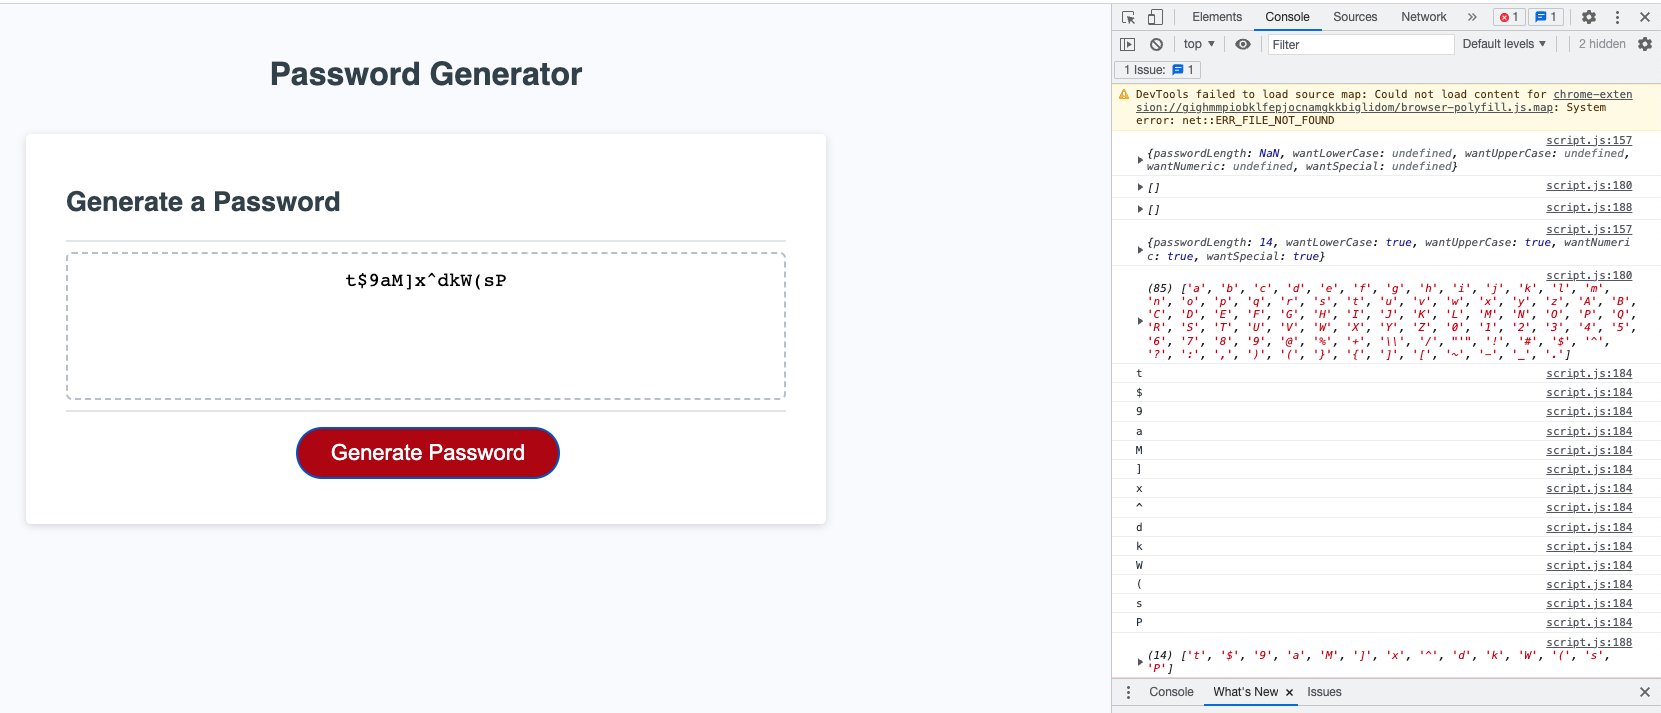 Password Generator
Generate a Password
t$9aM]x^dkW(sP
Generate Password
Elements Console Sources Network » 1 1
top ▼ Filter Default levels ▼ 2 hidden
1 Issue: 1
DevTools failed to load source map: Could not load content for chrome-exten
sion://gighmmpiobklfepjocnamgkkbiglidom/browser-polyfill.js.map: System
error: net::ERR_FILE_NOT_FOUND
script.js:157
{passwordLength: NaN, wantLowerCase: undefined, wantUpperCase: undefined,
wantNumeric: undefined, wantSpecial: undefined}
[] script.js:180
[] script.js:188
script.js:157
{passwordLength: 14, wantLowerCase: true, wantUpperCase: true, wantNumeri
c: true, wantSpecial: true}
script.js:180
(85) ['a', 'b', 'c', 'd', 'e', 'f', 'g', 'h', 'i', 'j', 'k', 'l', 'm',
'n', 'o', 'p', 'q', 'r', 's', 't', 'u', 'v', 'w', 'x', 'y', 'z', 'A', 'B',
'C', 'D', 'E', 'F', 'G', 'H', 'I', 'J', 'K', 'L', 'M', 'N', 'O', 'P', 'Q',
'R', 'S', 'T', 'U', 'V', 'W', 'X', 'Y', 'Z', '0', '1', '2', '3', '4', '5',
'6', '7', '8', '9', '@', '%', '+', '\\', '/', "'", '!', '#', '$', '^',
'?', ':', ',', ')', '(', '}', '{', ']', '[', '~', '-', '_', '.']
t script.js:184
$ script.js:184
9 script.js:184
a script.js:184
M script.js:184
] script.js:184
x script.js:184
^ script.js:184
d script.js:184
k script.js:184
W script.js:184
( script.js:184
s script.js:184
P script.js:184
script.js:188
(14) ['t', '$', '9', 'a', 'M', ']', 'x', '^', 'd', 'k', 'W', '(', 's',
'P']
Console What's New × Issues